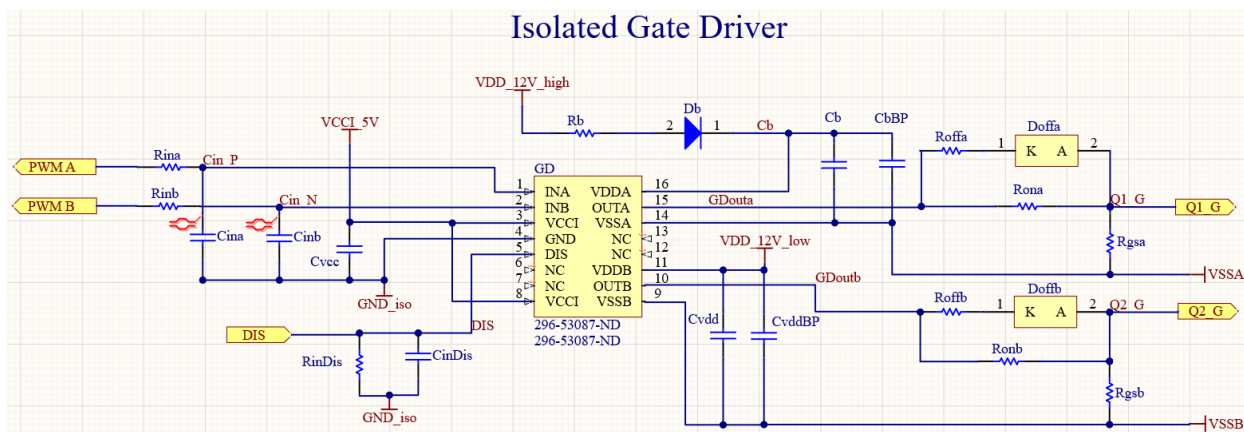 Isolated Gate Driver
VDD_12V_high
VCCI_5V
Rb
2
Db
1
Cb
Cb
CbBP
Roffa
Doffa
1
K
A
2
PWM A
Rina
Cin_P
PWM B
Rinb
Cin_N
Cina
Cinb
Cvcc
GND_iso
GD
1
INA
VDDA
16
2
INB
OUTA
15
3
VCCI
VSSA
14
4
GND
NC
13
5
DIS
NC
12
6
NC
VDDB
11
7
NC
OUTB
10
8
VCCI
VSSB
9
296-53087-ND
296-53087-ND
GDouta
Rona
Q1_G
Q1_G
Rgsa
VSSA
VDD_12V_low
GDoutb
Cvdd
CvddBP
Roffb
Doffb
1
K
A
2
Q2_G
Q2_G
Ronb
Rgsb
VSSB
DIS
DIS
RinDis
CinDis
GND_iso